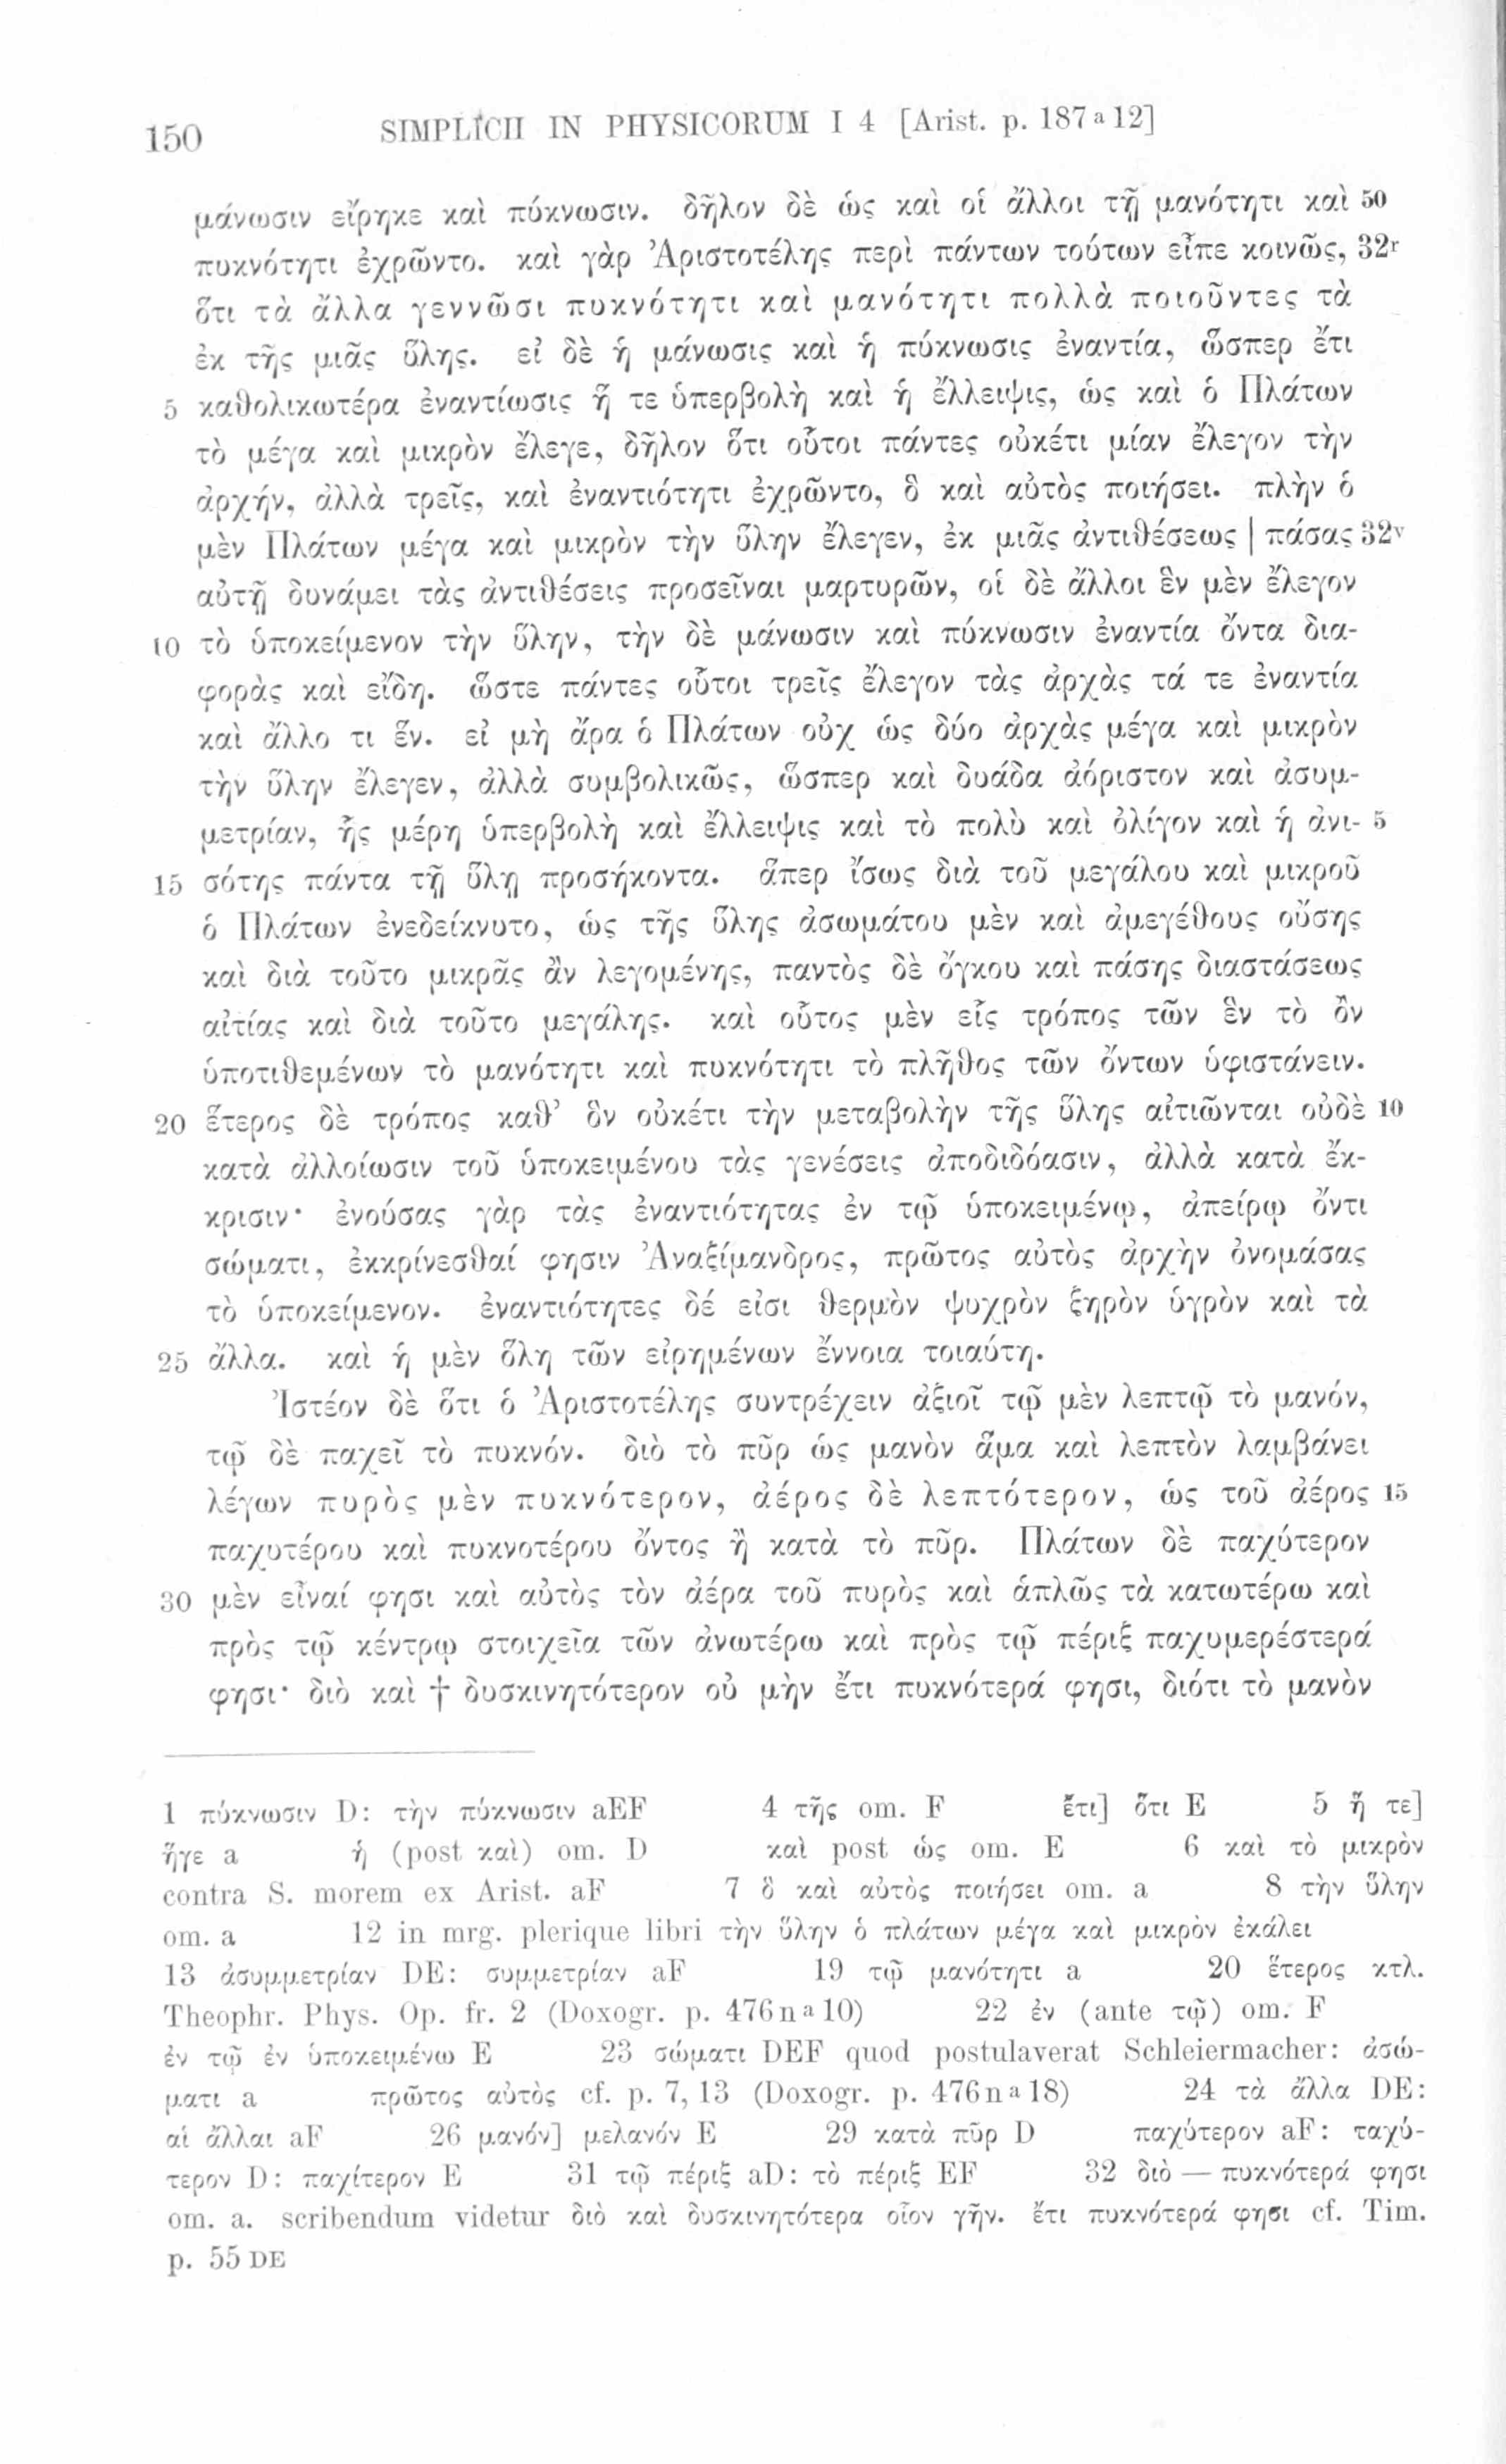 150 SIMPLICII IN PHYSICORUM I 4 [Arist. p. 187 a 12]
μάνωσιν εἴρηκε καὶ πύκνωσιν. δῆλον δὲ ὡς καὶ οἱ ἄλλοι τῇ μανότητι καὶ 50
πυκνότητι ἐχρῶντο. καὶ γὰρ Ἀριστοτέλης περὶ πάντων τούτων εἶπε κοινῶς, 32r
ὅτι τὰ ἄλλα γεννῶσι πυκνότητι καὶ μανότητι πολλὰ ποιοῦντες τὰ
ἐκ τῆς μιᾶς ὕλης. εἰ δὲ ἡ μάνωσις καὶ ἡ πύκνωσις ἐναντία, ὥσπερ ἔτι
5 καθολικωτέρα ἐναντίωσις ἥ τε ὑπερβολὴ καὶ ἡ ἔλλειψις, ὡς καὶ ὁ Πλάτων
τὸ μέγα καὶ μικρὸν ἔλεγε, δῆλον ὅτι οὗτοι πάντες οὐκέτι μίαν ἔλεγον τὴν
ἀρχήν, ἀλλὰ τρεῖς, καὶ ἐναντιότητι ἐχρῶντο, ὃ καὶ αὐτὸς ποιήσει. πλὴν ὁ
μὲν Πλάτων μέγα καὶ μικρὸν τὴν ὕλην ἔλεγεν, ἐκ μιᾶς ἀντιθέσεως | πάσας 32v
αὐτῇ δυνάμει τὰς ἀντιθέσεις προσεῖναι μαρτυρῶν, οἱ δὲ ἄλλοι ἓν μὲν ἔλεγον
10 τὸ ὑποκείμενον τὴν ὕλην, τὴν δὲ μάνωσιν καὶ πύκνωσιν ἐναντία ὄντα δια-
φορὰς καὶ εἴδη. ὥστε πάντες οὗτοι τρεῖς ἔλεγον τὰς ἀρχὰς τά τε ἐναντία
καὶ ἄλλο τι ἕν. εἰ μὴ ἄρα ὁ Πλάτων οὐχ ὡς δύο ἀρχὰς μέγα καὶ μικρὸν
τὴν ὕλην ἔλεγεν, ἀλλὰ συμβολικῶς, ὥσπερ καὶ δυάδα ἀόριστον καὶ ἀσυμ-
μετρίαν, ἧς μέρη ὑπερβολὴ καὶ ἔλλειψις καὶ τὸ πολὺ καὶ ὀλίγον καὶ ἡ ἀνι- 5
15 σότης πάντα τῇ ὕλῃ προσήκοντα. ἅπερ ἴσως διὰ τοῦ μεγάλου καὶ μικροῦ
ὁ Πλάτων ἐνεδείκνυτο, ὡς τῆς ὕλης ἀσωμάτου μὲν καὶ ἀμεγέθους οὔσης
καὶ διὰ τοῦτο μικρᾶς ἂν λεγομένης, παντὸς δὲ ὄγκου καὶ πάσης διαστάσεως
αἰτίας καὶ διὰ τοῦτο μεγάλης. καὶ οὗτος μὲν εἷς τρόπος τῶν ἓν τὸ ὂν
ὑποτιθεμένων τὸ μανότητι καὶ πυκνότητι τὸ πλῆθος τῶν ὄντων ὑφιστάνειν.
20 ἕτερος δὲ τρόπος καθ’ ὃν οὐκέτι τὴν μεταβολὴν τῆς ὕλης αἰτιῶνται οὐδὲ 10
κατὰ ἀλλοίωσιν τοῦ ὑποκειμένου τὰς γενέσεις ἀποδιδόασιν, ἀλλὰ κατὰ ἔκ-
κρισιν· ἐνούσας γὰρ τὰς ἐναντιότητας ἐν τῷ ὑποκειμένῳ, ἀπείρῳ ὄντι
σώματι, ἐκκρίνεσθαί φησιν Ἀναξίμανδρος, πρῶτος αὐτὸς ἀρχὴν ὀνομάσας
τὸ ὑποκείμενον. ἐναντιότητες δέ εἰσι θερμὸν ψυχρὸν ξηρὸν ὑγρὸν καὶ τὰ
25 ἄλλα. καὶ ἡ μὲν ὅλη τῶν εἰρημένων ἔννοια τοιαύτη.
Ἰστέον δὲ ὅτι ὁ Ἀριστοτέλης συντρέχειν ἀξιοῖ τῷ μὲν λεπτῷ τὸ μανόν,
τῷ δὲ παχεῖ τὸ πυκνόν. διὸ τὸ πῦρ ὡς μανὸν ἅμα καὶ λεπτὸν λαμβάνει
λέγων πυρὸς μὲν πυκνότερον, ἀέρος δὲ λεπτότερον, ὡς τοῦ ἀέρος 15
παχυτέρου καὶ πυκνοτέρου ὄντος ἢ κατὰ τὸ πῦρ. Πλάτων δὲ παχύτερον
30 μὲν εἶναί φησι καὶ αὐτὸς τὸν ἀέρα τοῦ πυρὸς καὶ ἁπλῶς τὰ κατωτέρω καὶ
πρὸς τῷ κέντρῳ στοιχεῖα τῶν ἀνωτέρω καὶ πρὸς τῷ πέριξ παχυμερέστερά
φησι· διὸ καὶ † δυσκινητότερον οὐ μὴν ἔτι πυκνότερά φησι, διότι τὸ μανὸν
1 πύκνωσιν D: τὴν πύκνωσιν aEF 4 τῆς om. F ἔτι] ὅτι E 5 ἥ τε]
ἥγε a ἡ (post καὶ) om. D καὶ post ὡς om. E 6 καὶ τὸ μικρὸν
contra S. morem ex Arist. aF 7 ὃ καὶ αὐτὸς ποιήσει om. a 8 τὴν ὕλην
om. a 12 in mrg. plerique libri τὴν ὕλην ὁ πλάτων μέγα καὶ μικρὸν ἐκάλει
13 ἀσυμμετρίαν DE: συμμετρίαν aF 19 τῷ μανότητι a 20 ἕτερος κτλ.
Theophr. Phys. Op. fr. 2 (Doxogr. p. 476 n a 10) 22 ἐν (ante τῷ) om. F
ἐν τῷ ἐν ὑποκειμένω E 23 σώματι DEF quod postulaverat Schleiermacher: ἀσώ-
ματι a πρῶτος αὐτὸς cf. p. 7, 13 (Doxogr. p. 476 n a 18) 24 τὰ ἄλλα DE:
αἱ ἄλλαι aF 26 μανόν] μελανόν E 29 κατὰ πῦρ D παχύτερον aF: ταχύ-
τερον D: παχίτερον E 31 τῷ πέριξ aD: τὸ πέριξ EF 32 διὸ — πυκνότερά φησι
om. a. scribendum videtur διὸ καὶ δυσκινητότερα οἷον γῆν. ἔτι πυκνότερά φησι cf. Tim.
p. 55 DE